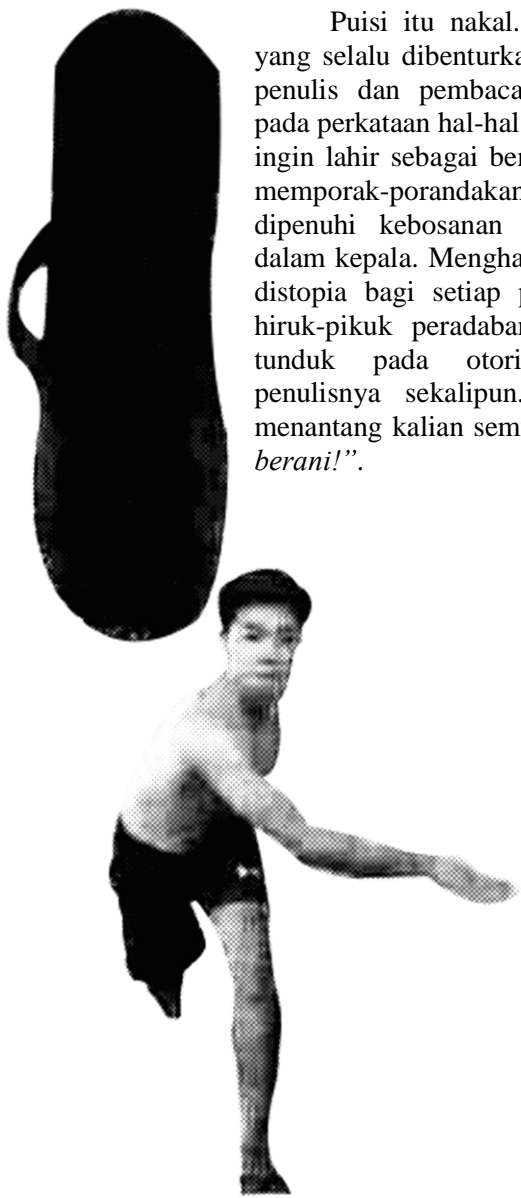 Puisi itu nakal.
yang selalu dibenturka
penulis dan pembaca
pada perkataan hal-hal
ingin lahir sebagai ber
memporak-porandakan
dipenuhi kebosanan
dalam kepala. Mengha
distopia bagi setiap p
hiruk-pikuk peradaban
tunduk pada otori
penulisnya sekalipun.
menantang kalian sem
berani!”.